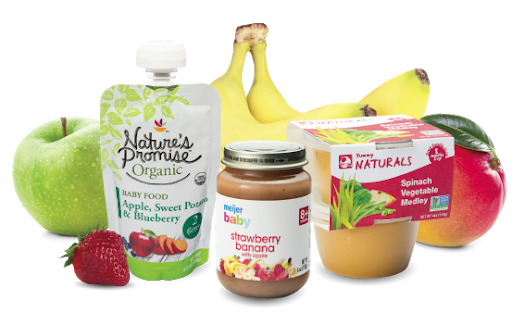 Nature's
Promise
Organic
BABY FOOD
Apple, Sweet Potato
& Blueberry
2
meijer
baby
strawberry
banana
with apple
Yummy
NATURALS
Spinach
Vegetable
Medley